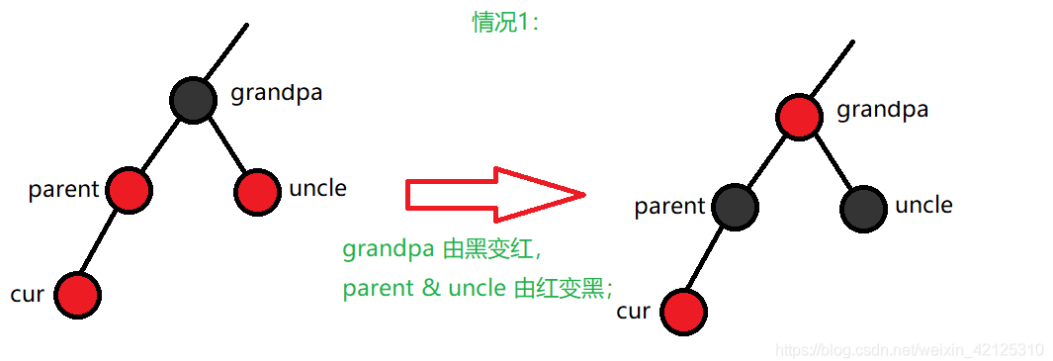 情况1：
grandpa
parent
uncle
cur
grandpa 由黑变红，
parent & uncle 由红变黑；
grandpa
parent
uncle
cur
https://blog.csdn.net/weixin_42125310